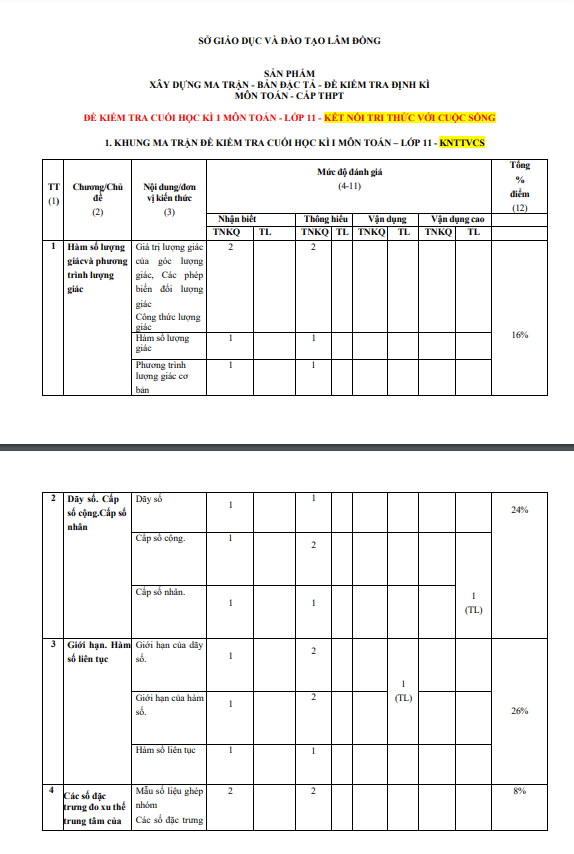 SỞ GIÁO DỤC VÀ ĐÀO TẠO LÂM ĐỒNG
SẢN PHẨM
XÂY DỰNG MA TRẬN - BẢN ĐẶC TẢ - ĐỀ KIỂM TRA ĐỊNH KÌ
MÔN TOÁN - CẤP THPT
ĐỀ KIỂM TRA CUỐI HỌC KÌ 1 MÔN TOÁN - LỚP 11 - KẾT NỐI TRI THỨC VỚI CUỘC SỐNG
1. KHUNG MA TRẬN ĐỀ KIỂM TRA CUỐI HỌC KÌ I MÔN TOÁN – LỚP 11 - KNTTVCS
TT
(1)
Chương/Chủ
đề
(2)
Nội dung/đơn
vị kiến thức
(3)
Mức độ đánh giá
(4-11)
Tổng
%
điểm
(12)
Nhận biết Thông hiểu Vận dụng Vận dụng cao
TNKQ TL TNKQ TL TNKQ TL TNKQ TL
1
Hàm số lượng
giácvà phương
trình lượng
giác
Giá trị lượng giác
của góc lượng
giác, Các phép
biến đổi lượng
giác
Công thức lượng
giác
2 2
Hàm số lượng
giác
1 1
Phương trình
lượng giác cơ
bản
1 1
16%
2
Dãy số. Cấp
số cộng.Cấp số
nhân
Dãy số
1 1
Cấp số cộng.
1 2
Cấp số nhân.
1 1
1
(TL)
24%
3
Giới hạn. Hàm
số liên tục
Giới hạn của dãy
số.
1 2
Giới hạn của hàm
số.
1 2
Hàm số liên tục
1 1
1
(TL)
26%
4
Các số đặc
trưng đo xu thế
trung tâm của
Mẫu số liệu ghép
nhóm
Các số đặc trưng
2 2
8%